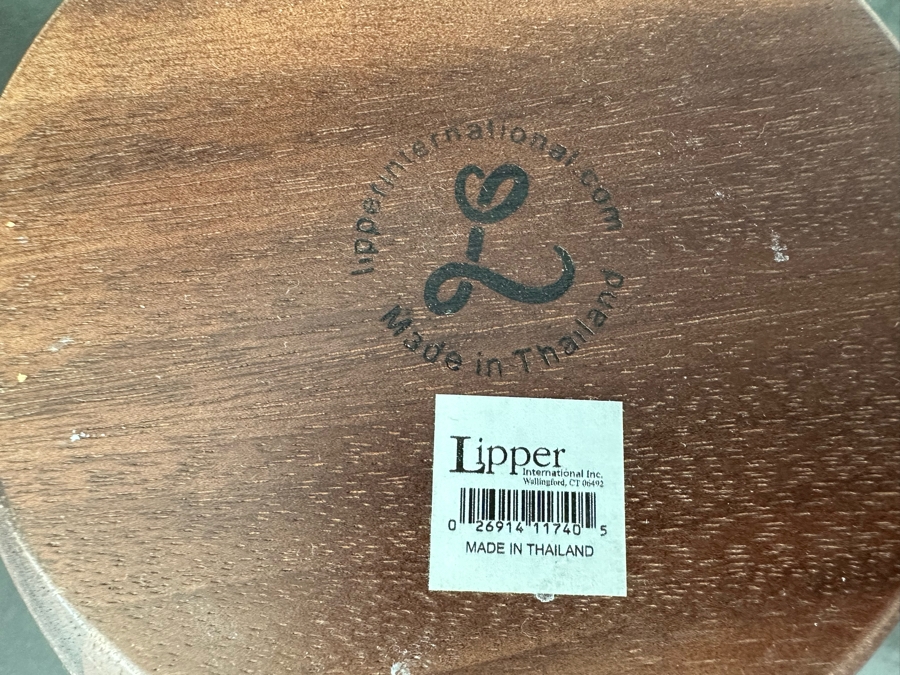 lipperinternational.com
L
Made in Thailand
Lipper
International Inc.
Wallingford, CT 06492
0 26914 11740 5
MADE IN THAILAND